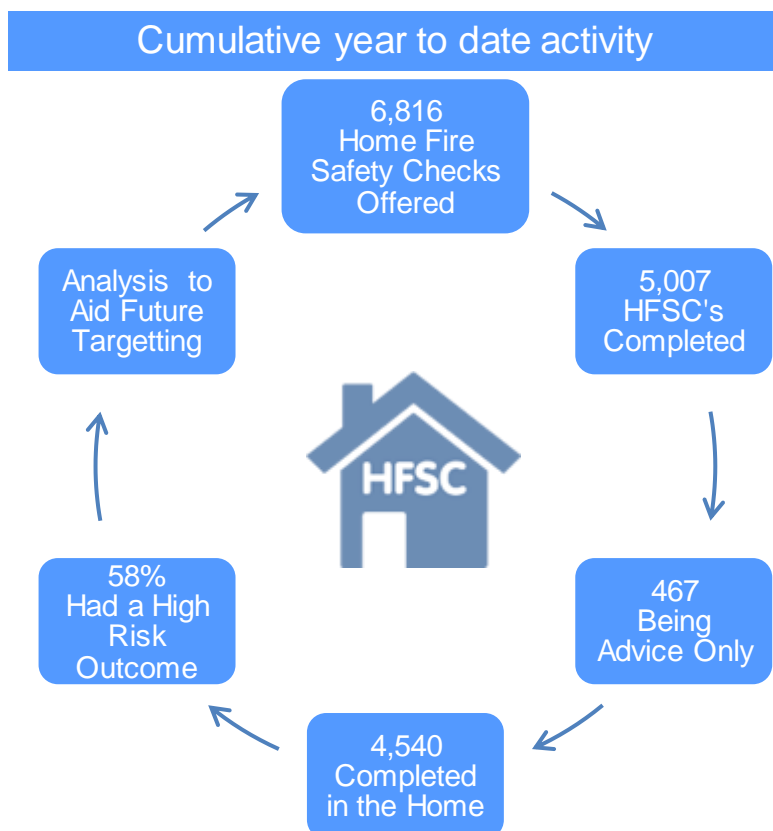 Cumulative year to date activity
6,816
Home Fire
Safety Checks
Offered
5,007
HFSC's
Completed
467
Being
Advice Only
4,540
Completed
in the Home
58%
Had a High
Risk
Outcome
Analysis to
Aid Future
Targetting
HFSC